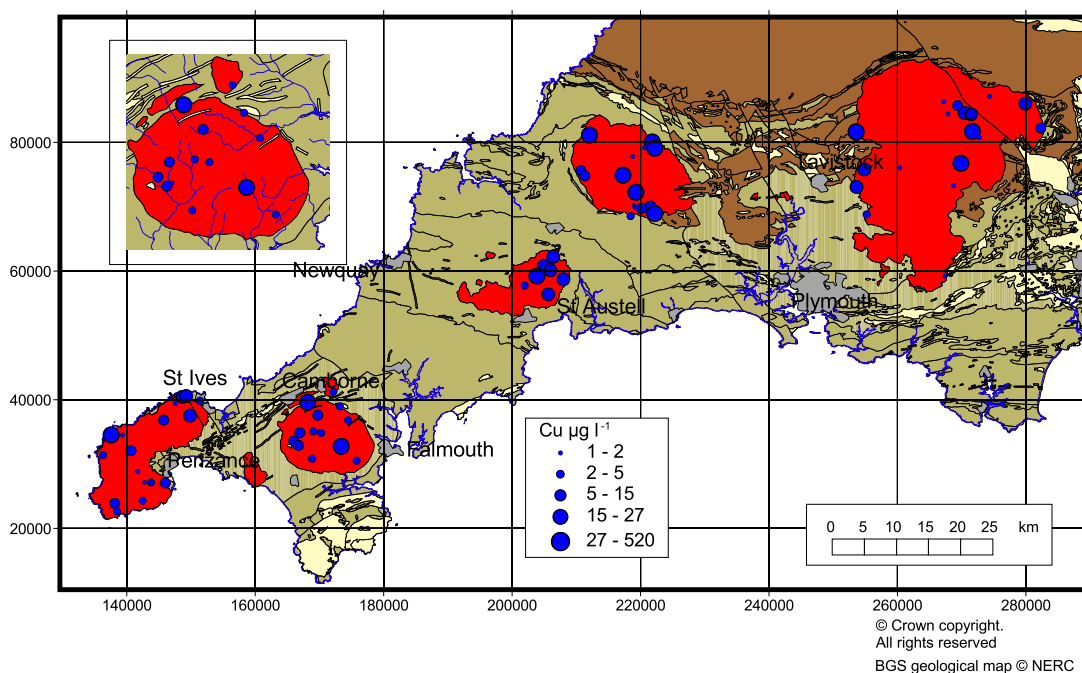 80000
60000
40000
20000
Tavistock
Newquay
St Austell
Plymouth
St Ives
Camborne
Penzance
Falmouth
Cu µg l-1
1 - 2
2 - 5
5 - 15
15 - 27
27 - 520
0 5 10 15 20 25 km
140000 160000 180000 200000 220000 240000 260000 280000
© Crown copyright.
All rights reserved
BGS geological map © NERC